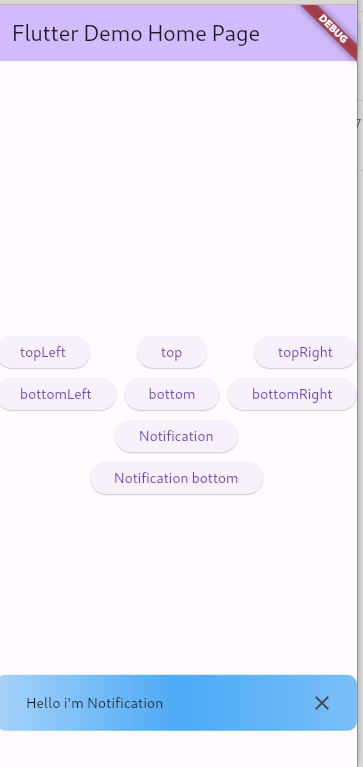 Flutter Demo Home Page
DEBUG
topLeft top topRight
bottomLeft bottom bottomRight
Notification
Notification bottom
Hello i'm Notification